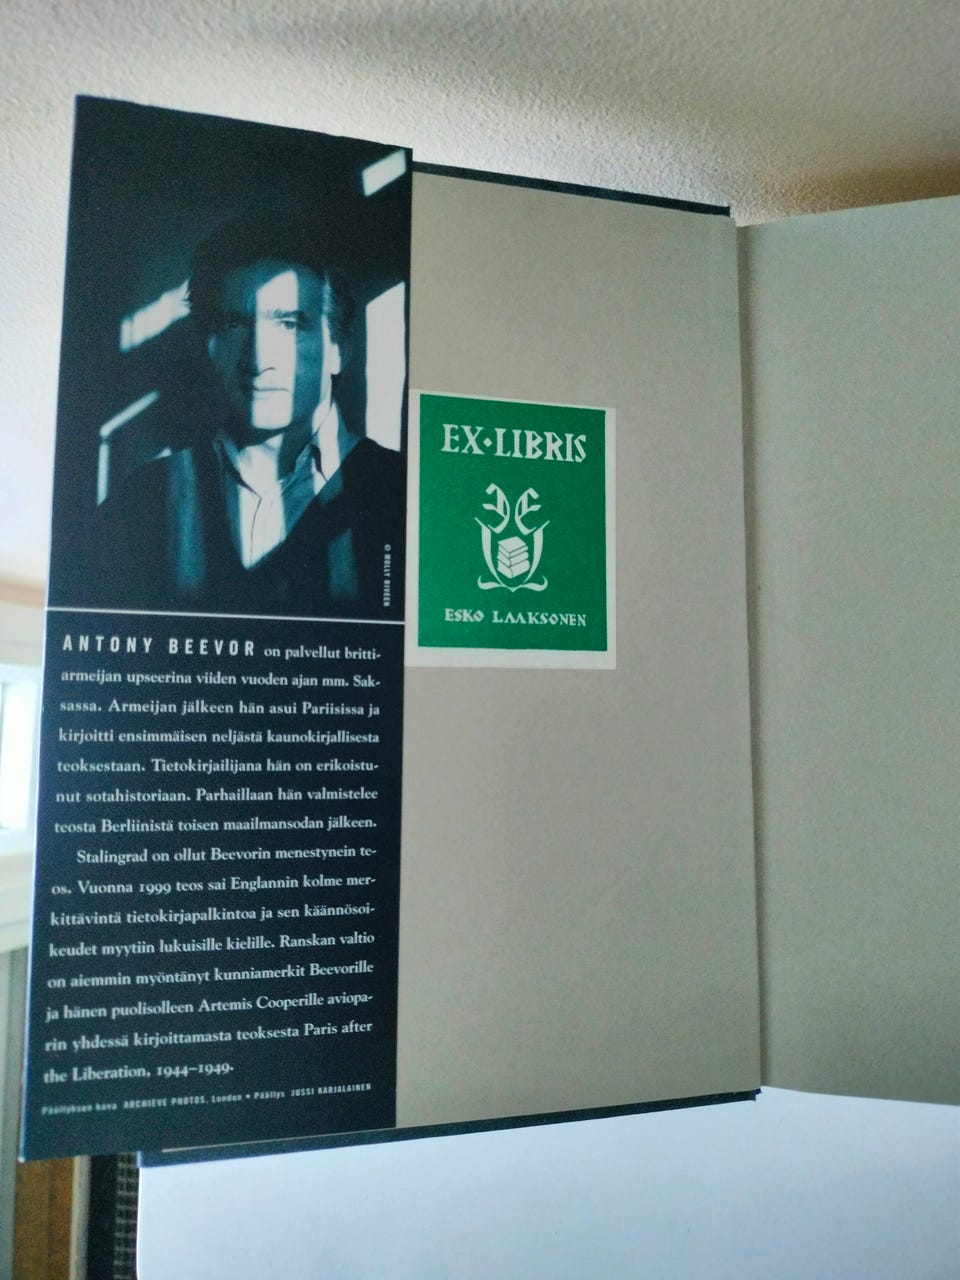 © MOLLY DINEEN
ANTONY BEEVOR on palvellut britti-
armeijan upseerina viiden vuoden ajan mm. Sak-
sassa. Armeijan jälkeen hän asui Pariisissa ja
kirjoitti ensimmäisen neljästä kaunokirjallisesta
teoksestaan. Tietokirjailijana hän on erikoistu-
nut sotahistoriaan. Parhaillaan hän valmistelee
teosta Berliinistä toisen maailmansodan jälkeen.
Stalingrad on ollut Beevorin menestynein te-
os. Vuonna 1999 teos sai Englannin kolme mer-
kittävintä tietokirjapalkintoa ja sen käännösoi-
keudet myytiin lukuisille kielille. Ranskan valtio
on aiemmin myöntänyt kunniamerkit Beevorille
ja hänen puolisolleen Artemis Cooperille aviopa-
rin yhdessä kirjoittamasta teoksesta Paris after
the Liberation, 1944–1949.
Päällyksen kuva ARCHIEVE PHOTOS, London • Päällys JUSSI KARJALAINEN
EX·LIBRIS
ESKO LAAKSONEN